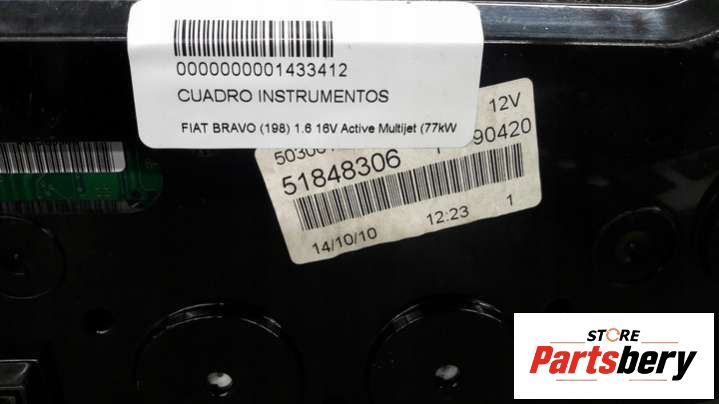 0000000001433412
CUADRO INSTRUMENTOS
FIAT BRAVO (198) 1.6 16V Active Multijet (77kW
12V
90420
51848306
14/10/10 12:23 1
STORE
Partsbery